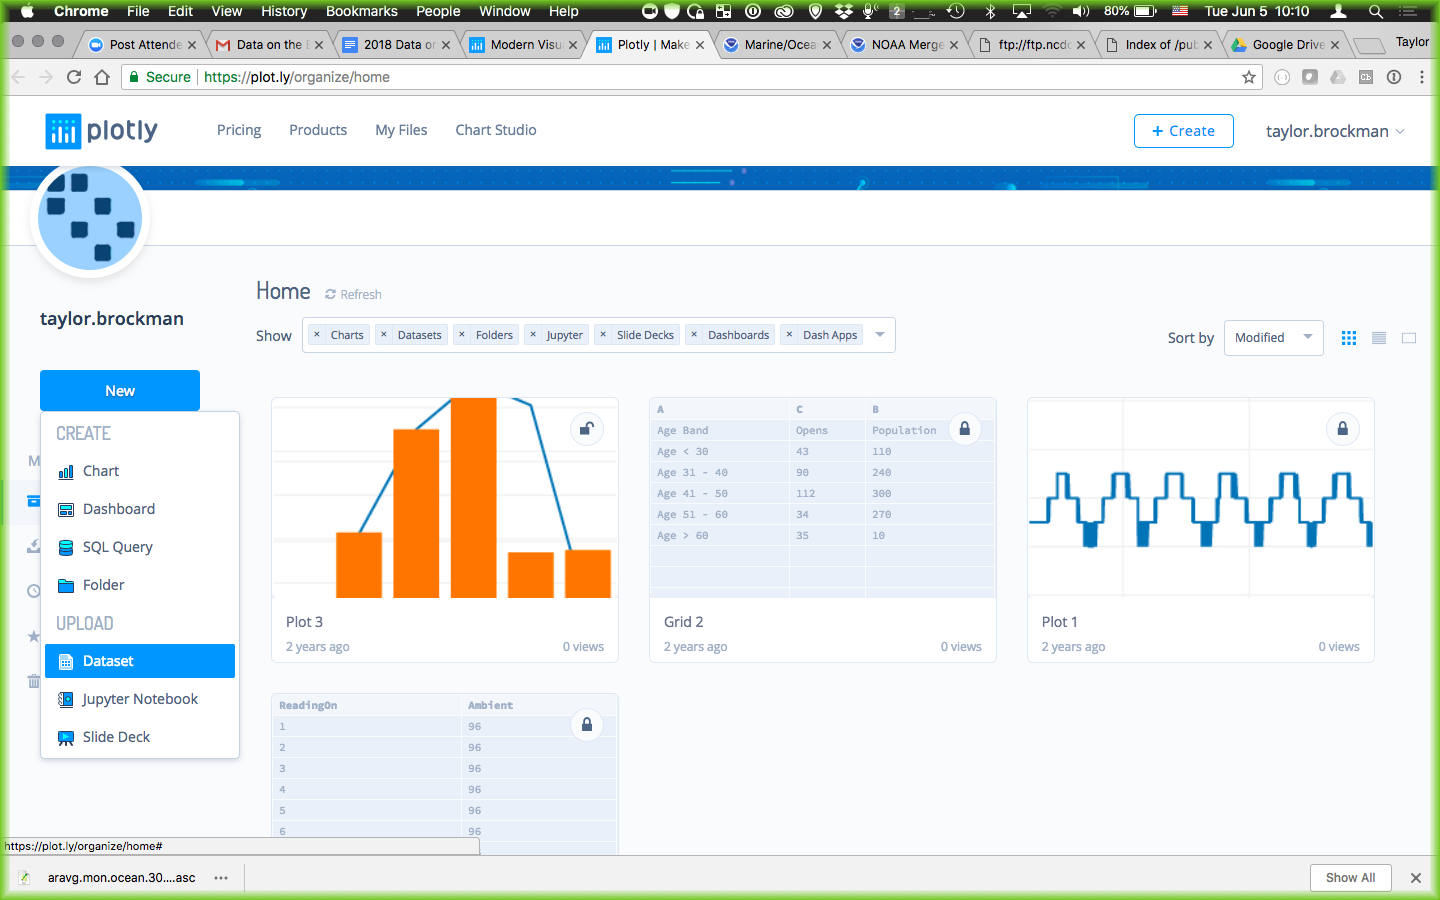 Chrome File Edit View History Bookmarks People Window Help 2 80% Tue Jun 5 10:10
Post Attende Data on the E 2018 Data or Modern Visu Plotly | Make Marine/Ocea NOAA Merge ftp://ftp.ncdc Index of /pub Google Drive Taylor
Secure https://plot.ly/organize/home
plotly Pricing Products My Files Chart Studio + Create taylor.brockman
taylor.brockman
Home Refresh
Show × Charts × Datasets × Folders × Jupyter × Slide Decks × Dashboards × Dash Apps
Sort by Modified
New
CREATE
Chart
Dashboard
SQL Query
Folder
UPLOAD
Dataset
Jupyter Notebook
Slide Deck
M
Plot 3
2 years ago 0 views
A C B
Age Band Opens Population
Age < 30 43 110
Age 31 - 40 90 240
Age 41 - 50 112 300
Age 51 - 60 34 270
Age > 60 35 10
Grid 2
2 years ago 0 views
Plot 1
2 years ago 0 views
ReadingOn Ambient
1 96
2 96
3 96
4 96
5 96
6 96
https://plot.ly/organize/home#
aravg.mon.ocean.30....asc
Show All